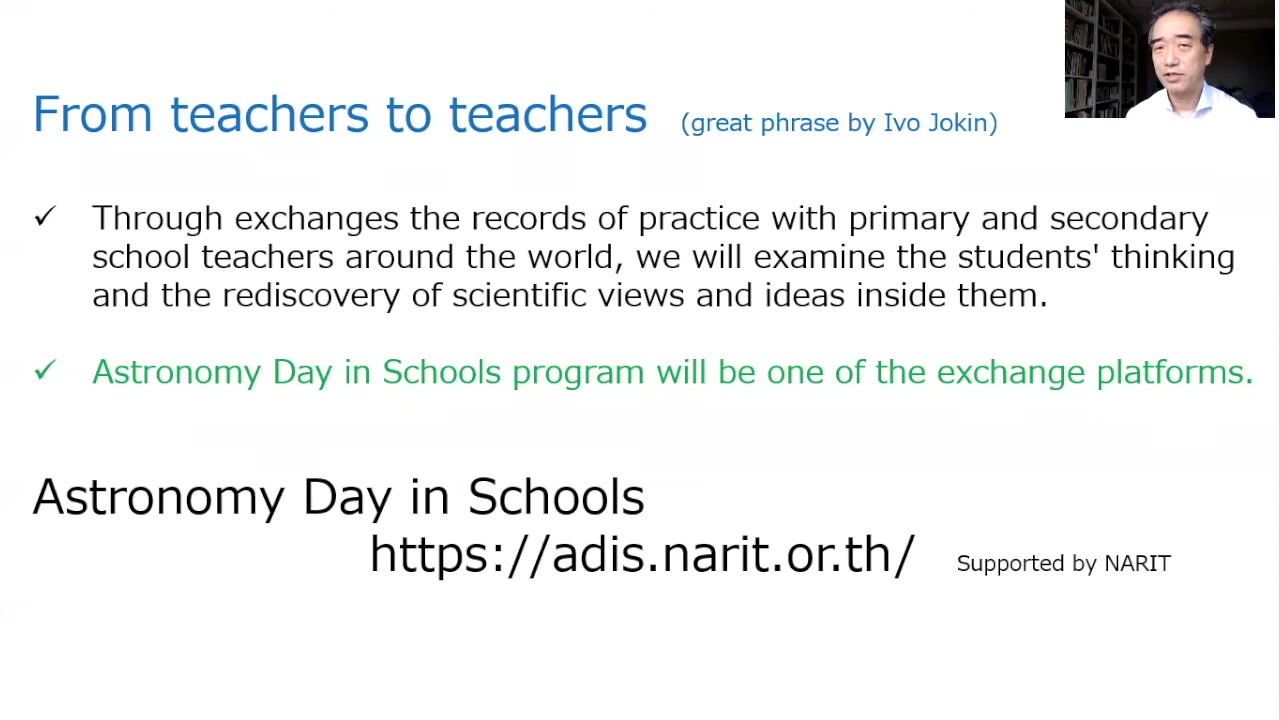 From teachers to teachers (great phrase by Ivo Jokin)
✓ Through exchanges the records of practice with primary and secondary
school teachers around the world, we will examine the students' thinking
and the rediscovery of scientific views and ideas inside them.
✓ Astronomy Day in Schools program will be one of the exchange platforms.
Astronomy Day in Schools
https://adis.narit.or.th/ Supported by NARIT